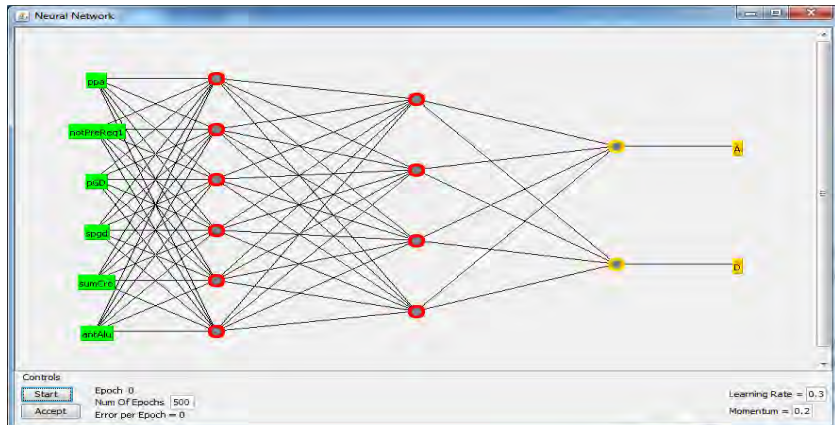 Neural Network
ppa
notPreReq1
pGD
spgd
sumCre
antAlu
A
D
Controls
Start
Accept
Epoch 0
Num Of Epochs 500
Error per Epoch = 0
Learning Rate = 0.3
Momentum = 0.2